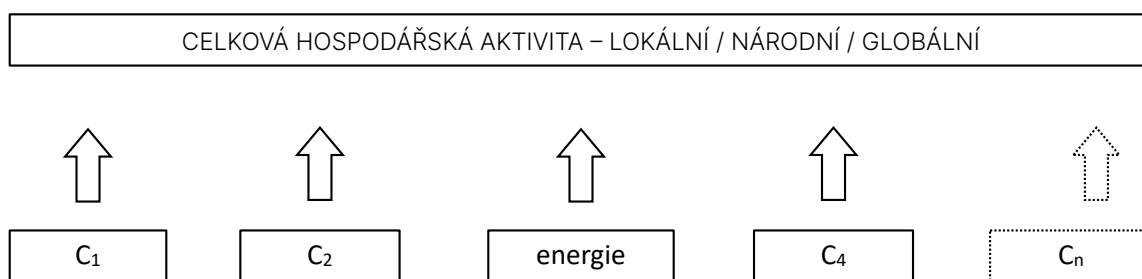 CELKOVÁ HOSPODÁŘSKÁ AKTIVITA – LOKÁLNÍ / NÁRODNÍ / GLOBÁLNÍ
C₁ C₂ energie C₄ Cₙ